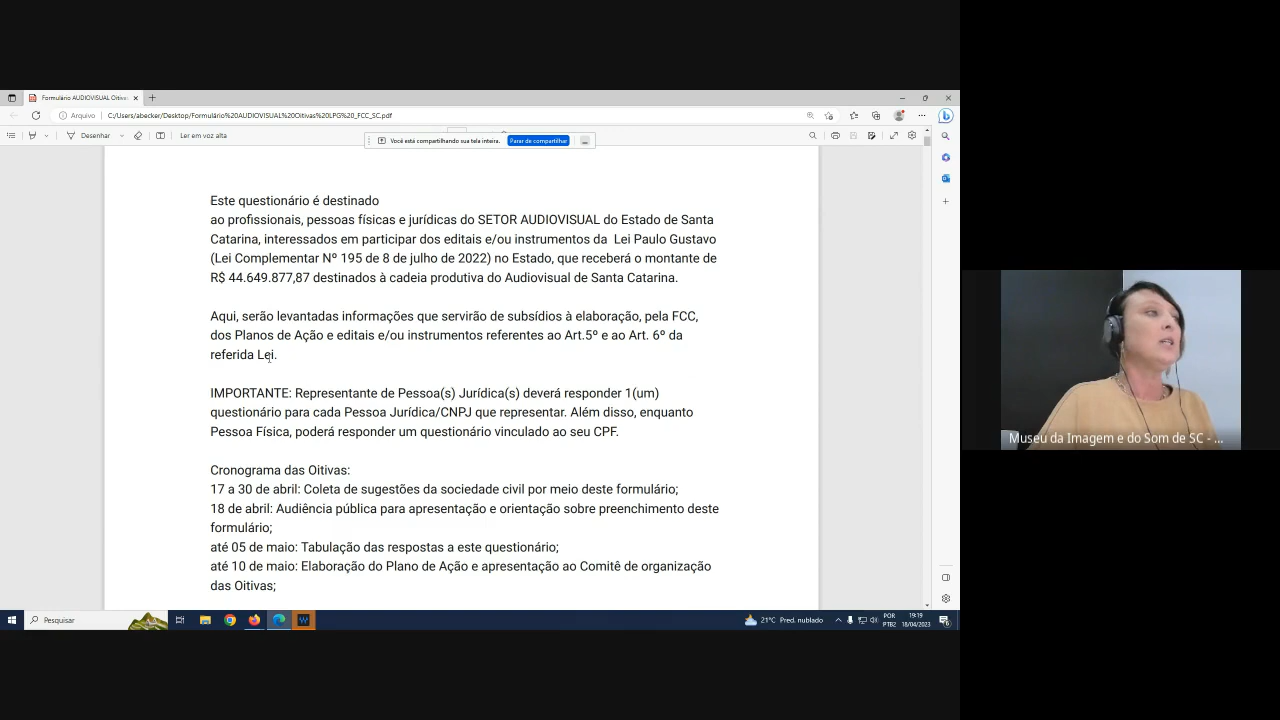 Formulário AUDIOVISUAL Oitivas
Arquivo
C:/Users/abecker/Desktop/Formulário%20AUDIOVISUAL%20Oitivas%20LPG%20_FCC_SC.pdf
Desenhar
Ler em voz alta
Você está compartilhando sua tela inteira.
Parar de compartilhar
Este questionário é destinado
ao profissionais, pessoas físicas e jurídicas do SETOR AUDIOVISUAL do Estado de Santa
Catarina, interessados em participar dos editais e/ou instrumentos da Lei Paulo Gustavo
(Lei Complementar Nº 195 de 8 de julho de 2022) no Estado, que receberá o montante de
R$ 44.649.877,87 destinados à cadeia produtiva do Audiovisual de Santa Catarina.
Aqui, serão levantadas informações que servirão de subsídios à elaboração, pela FCC,
dos Planos de Ação e editais e/ou instrumentos referentes ao Art.5º e ao Art. 6º da
referida Lei.
IMPORTANTE: Representante de Pessoa(s) Jurídica(s) deverá responder 1(um)
questionário para cada Pessoa Jurídica/CNPJ que representar. Além disso, enquanto
Pessoa Física, poderá responder um questionário vinculado ao seu CPF.
Cronograma das Oitivas:
17 a 30 de abril: Coleta de sugestões da sociedade civil por meio deste formulário;
18 de abril: Audiência pública para apresentação e orientação sobre preenchimento deste
formulário;
até 05 de maio: Tabulação das respostas a este questionário;
até 10 de maio: Elaboração do Plano de Ação e apresentação ao Comitê de organização
das Oitivas;
Museu da Imagem e do Som de SC - ...
Pesquisar
21°C Pred. nublado
POR
PTB2
19:19
18/04/2023